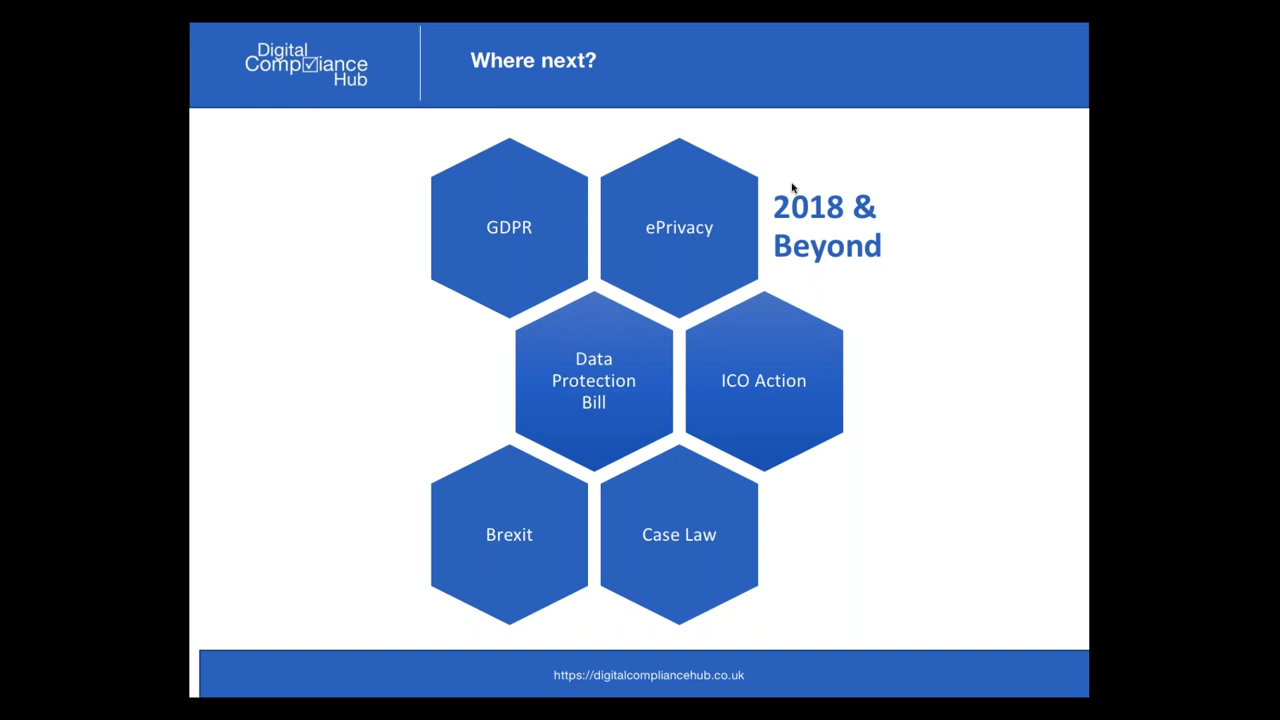 Digital
Compliance
Hub
Where next?
GDPR
ePrivacy
2018 &
Beyond
Data
Protection
Bill
ICO Action
Brexit
Case Law
https://digitalcompliancehub.co.uk